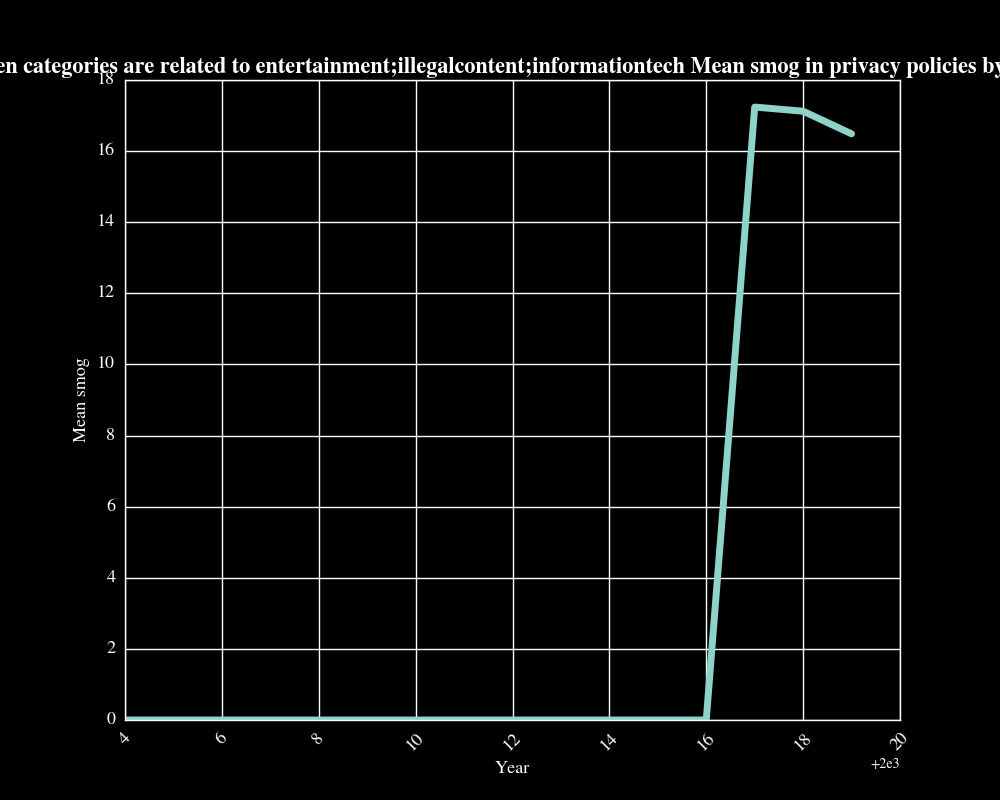 en categories are related to entertainment;illegalcontent;informationtech Mean smog in privacy policies by
18
16
14
12
10
8
6
4
2
0
Mean smog
4 6 8 10 12 14 16 18 20
Year
+2e3